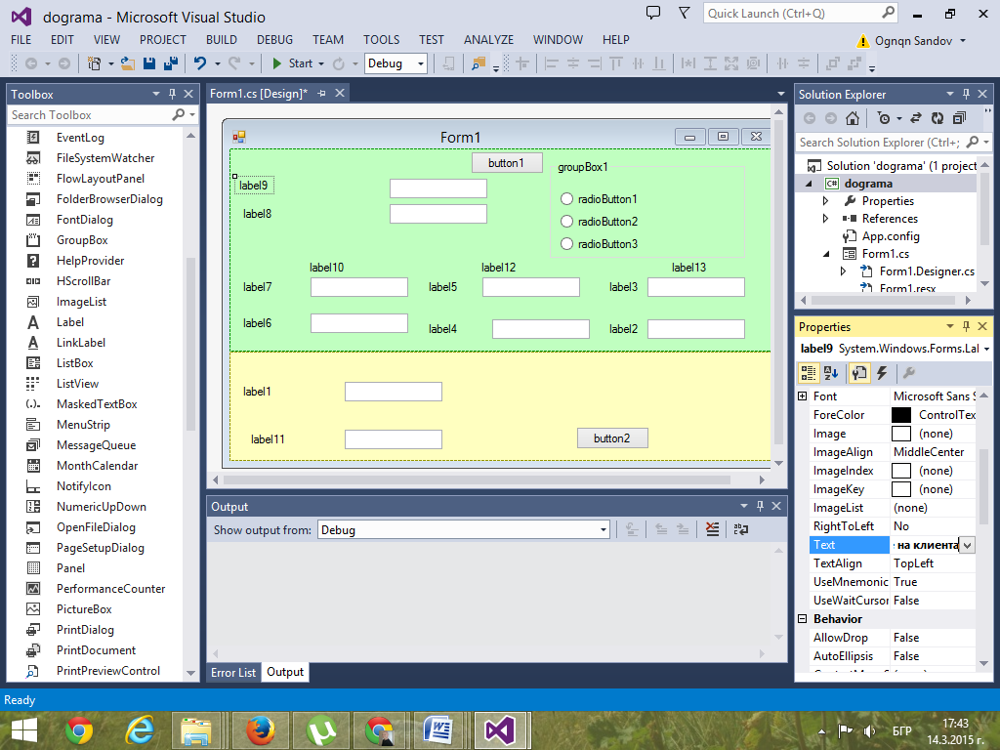 dograma - Microsoft Visual Studio
Quick Launch (Ctrl+Q)
FILE EDIT VIEW PROJECT BUILD DEBUG TEAM TOOLS TEST ANALYZE WINDOW HELP
Ognqn Sandov
Start Debug
Toolbox
Search Toolbox
EventLog
FileSystemWatcher
FlowLayoutPanel
FolderBrowserDialog
FontDialog
GroupBox
HelpProvider
HScrollBar
ImageList
A Label
A LinkLabel
ListBox
ListView
(.). MaskedTextBox
MenuStrip
MessageQueue
MonthCalendar
NotifyIcon
NumericUpDown
OpenFileDialog
PageSetupDialog
Panel
PerformanceCounter
PictureBox
PrintDialog
PrintDocument
PrintPreviewControl
Form1.cs [Design]*
Form1
button1
groupBox1
label9
radioButton1
label8
radioButton2
radioButton3
label10 label12 label13
label7 label5 label3
label6 label4 label2
label1
label11 button2
Output
Show output from: Debug
Error List Output
Solution Explorer
Search Solution Explorer (Ctrl+;
Solution 'dograma' (1 project
C# dograma
Properties
References
App.config
Form1.cs
Form1.Designer.cs
Form1.resx
Properties
label9 System.Windows.Forms.Lal
Font Microsoft Sans S
ForeColor ControlTex
Image (none)
ImageAlign MiddleCenter
ImageIndex (none)
ImageKey (none)
ImageList (none)
RightToLeft No
Text на клиента
TextAlign TopLeft
UseMnemonic True
UseWaitCursor False
Behavior
AllowDrop False
AutoEllipsis False
Ready
БГР
17:43
14.3.2015 г.